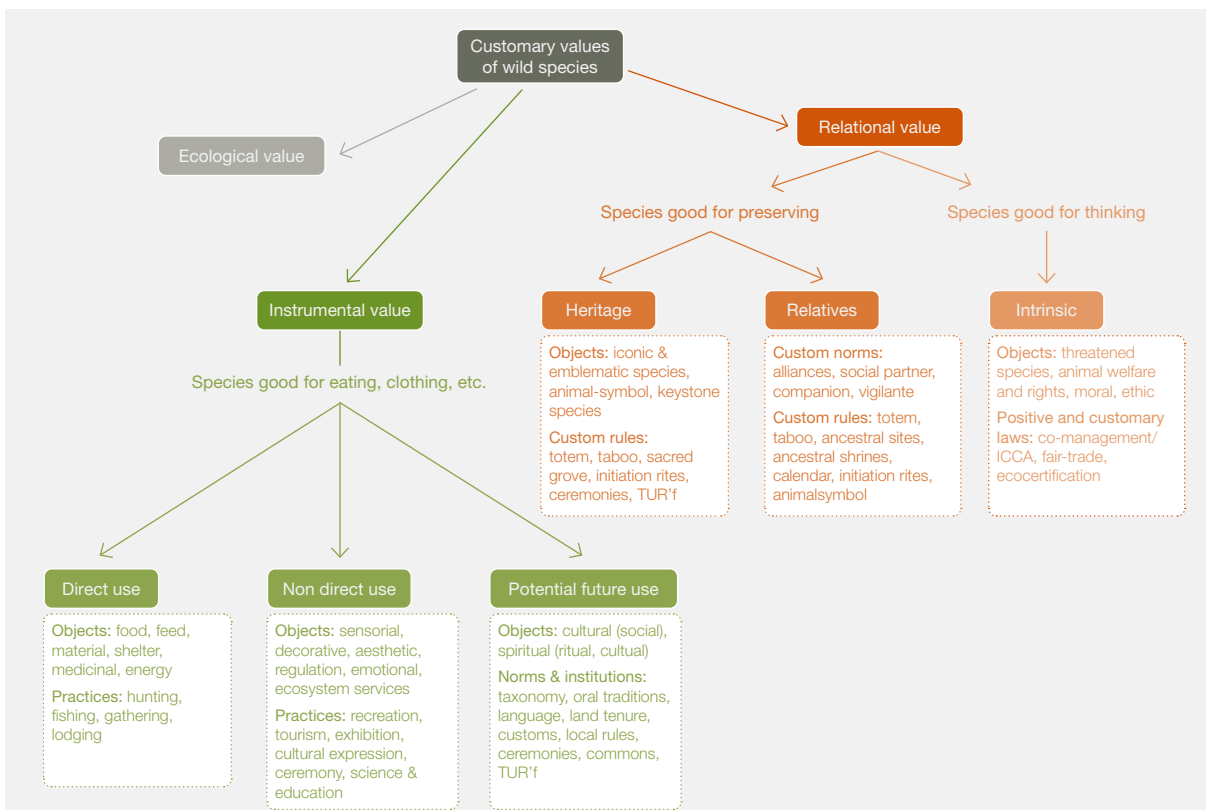 Customary values
of wild species
Relational value
Ecological value
Species good for preserving
Species good for thinking
Instrumental value
Heritage
Relatives
Intrinsic
Objects: iconic &
emblematic species,
animal-symbol, keystone
species
Custom rules:
totem, taboo, sacred
grove, initiation rites,
ceremonies, TUR'f
Custom norms:
alliances, social partner,
companion, vigilante
Custom rules: totem,
taboo, ancestral sites,
ancestral shrines,
calendar, initiation rites,
animalsymbol
Objects: threatened
species, animal welfare
and rights, moral, ethic
Positive and customary
laws: co-management/
ICCA, fair-trade,
ecocertification
Species good for eating, clothing, etc.
Direct use
Non direct use
Potential future use
Objects: food, feed,
material, shelter,
medicinal, energy
Practices: hunting,
fishing, gathering,
lodging
Objects: sensorial,
decorative, aesthetic,
regulation, emotional,
ecosystem services
Practices: recreation,
tourism, exhibition,
cultural expression,
ceremony, science &
education
Objects: cultural (social),
spiritual (ritual, cultual)
Norms & institutions:
taxonomy, oral traditions,
language, land tenure,
customs, local rules,
ceremonies, commons,
TUR'f